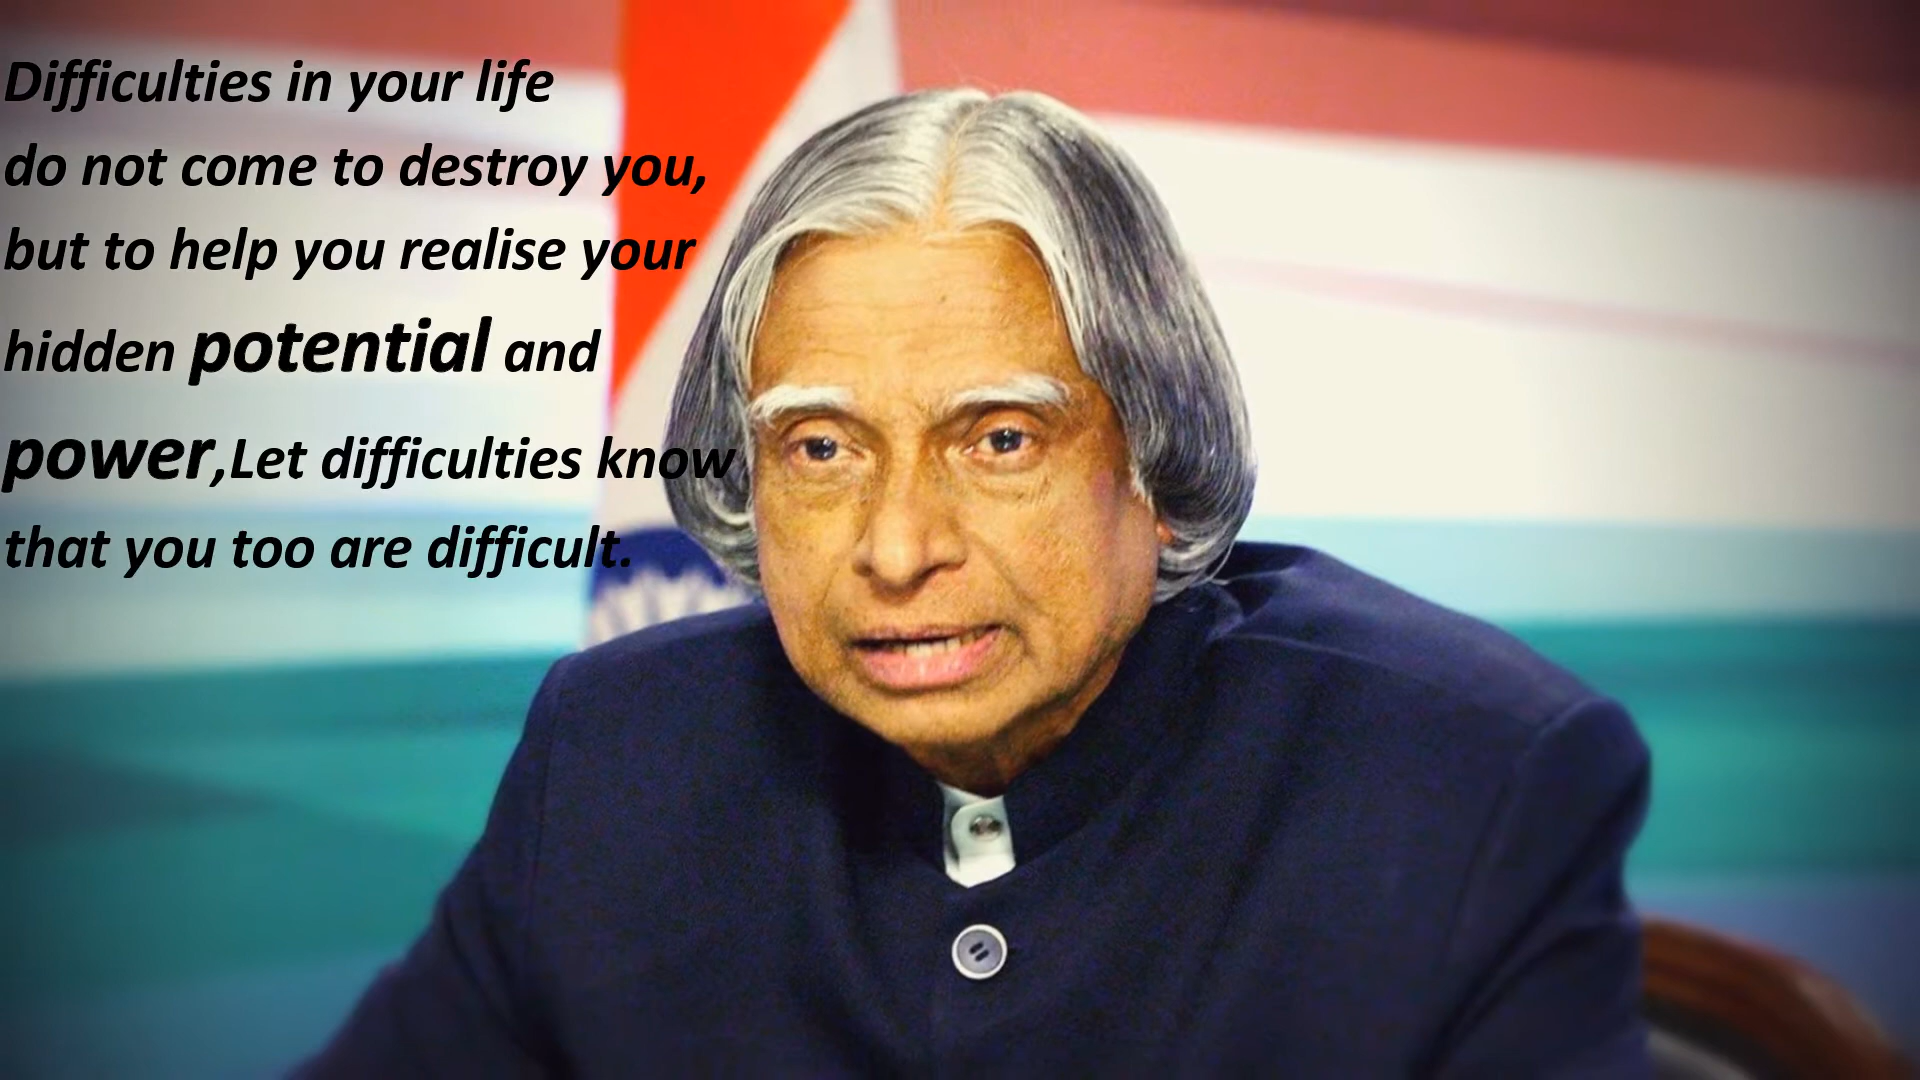 Difficulties in your life
do not come to destroy you,
but to help you realise your
hidden potential and
power,Let difficulties know
that you too are difficult.